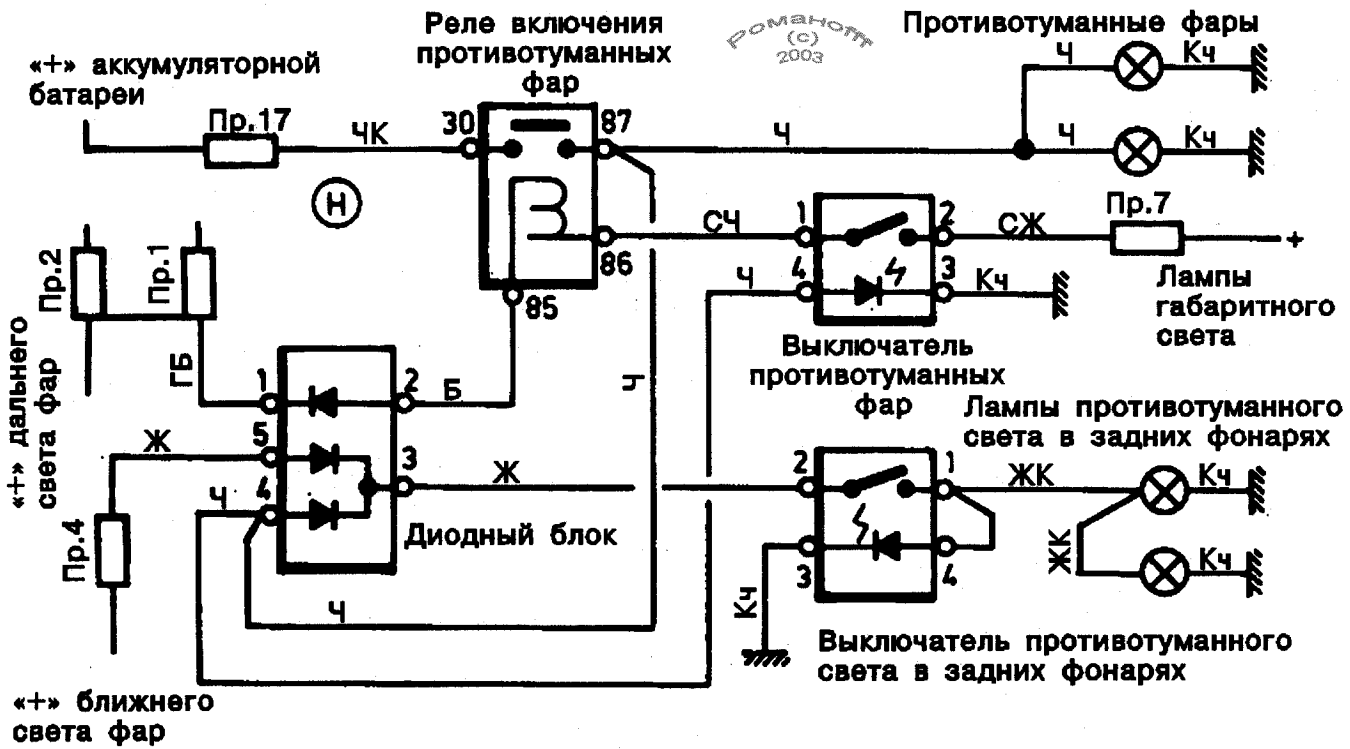 Реле включения
противотуманных
фар
Романофф
(с)
2003
Противотуманные фары
«+» аккумуляторной
батареи
Ч
Кч
Пр.17
ЧК
30
87
Ч
Ч
Кч
Н
Пр.2
Пр.1
86
85
СЧ
1
2
СЖ
Пр.7
+
4
3
Ч
Кч
Лампы
габаритного
света
Выключатель
противотуманных
фар
«+» дальнего
света фар
ГБ
1
2
Б
Ч
5
Ж
3
Ж
4
Ч
Диодный блок
Пр.4
Ч
Лампы противотуманного
света в задних фонарях
2
1
ЖК
Кч
3
4
ЖК
Кч
Кч
Выключатель противотуманного
света в задних фонарях
«+» ближнего
света фар